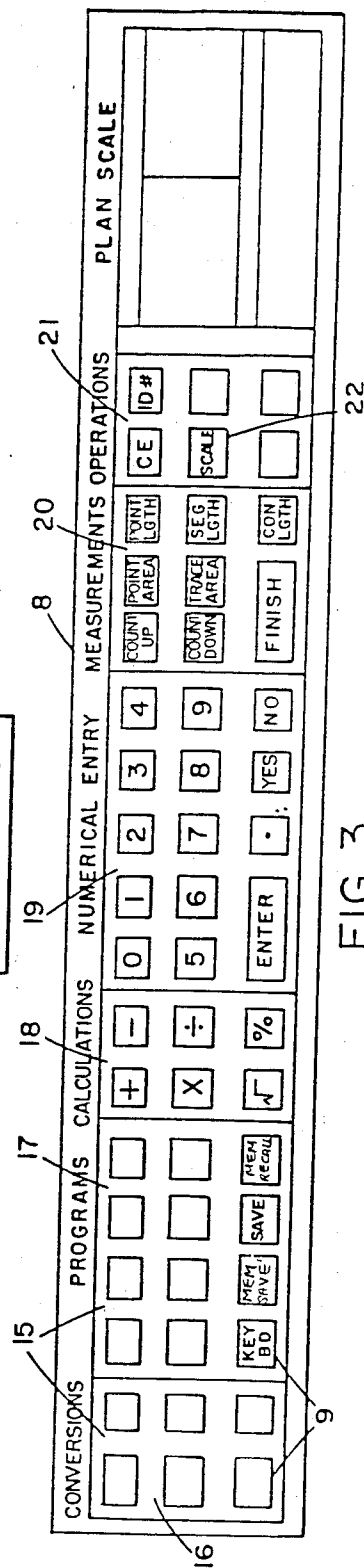 8
CONVERSIONS PROGRAMS CALCULATIONS NUMERICAL ENTRY MEASUREMENTS OPERATIONS PLAN SCALE
15 17 18 19 20 21
+ - 0 1 2 3 4 COUNT UP POINT AREA POINT LGTH CE ID#
16
X ÷ 5 6 7 8 9 COUNT DOWN TRACE AREA SEG LGTH SCALE
KEY BD MEM SAVE SAVE MEM RECALL √ % ENTER • : YES NO FINISH CON LGTH
9 22
FIG 3